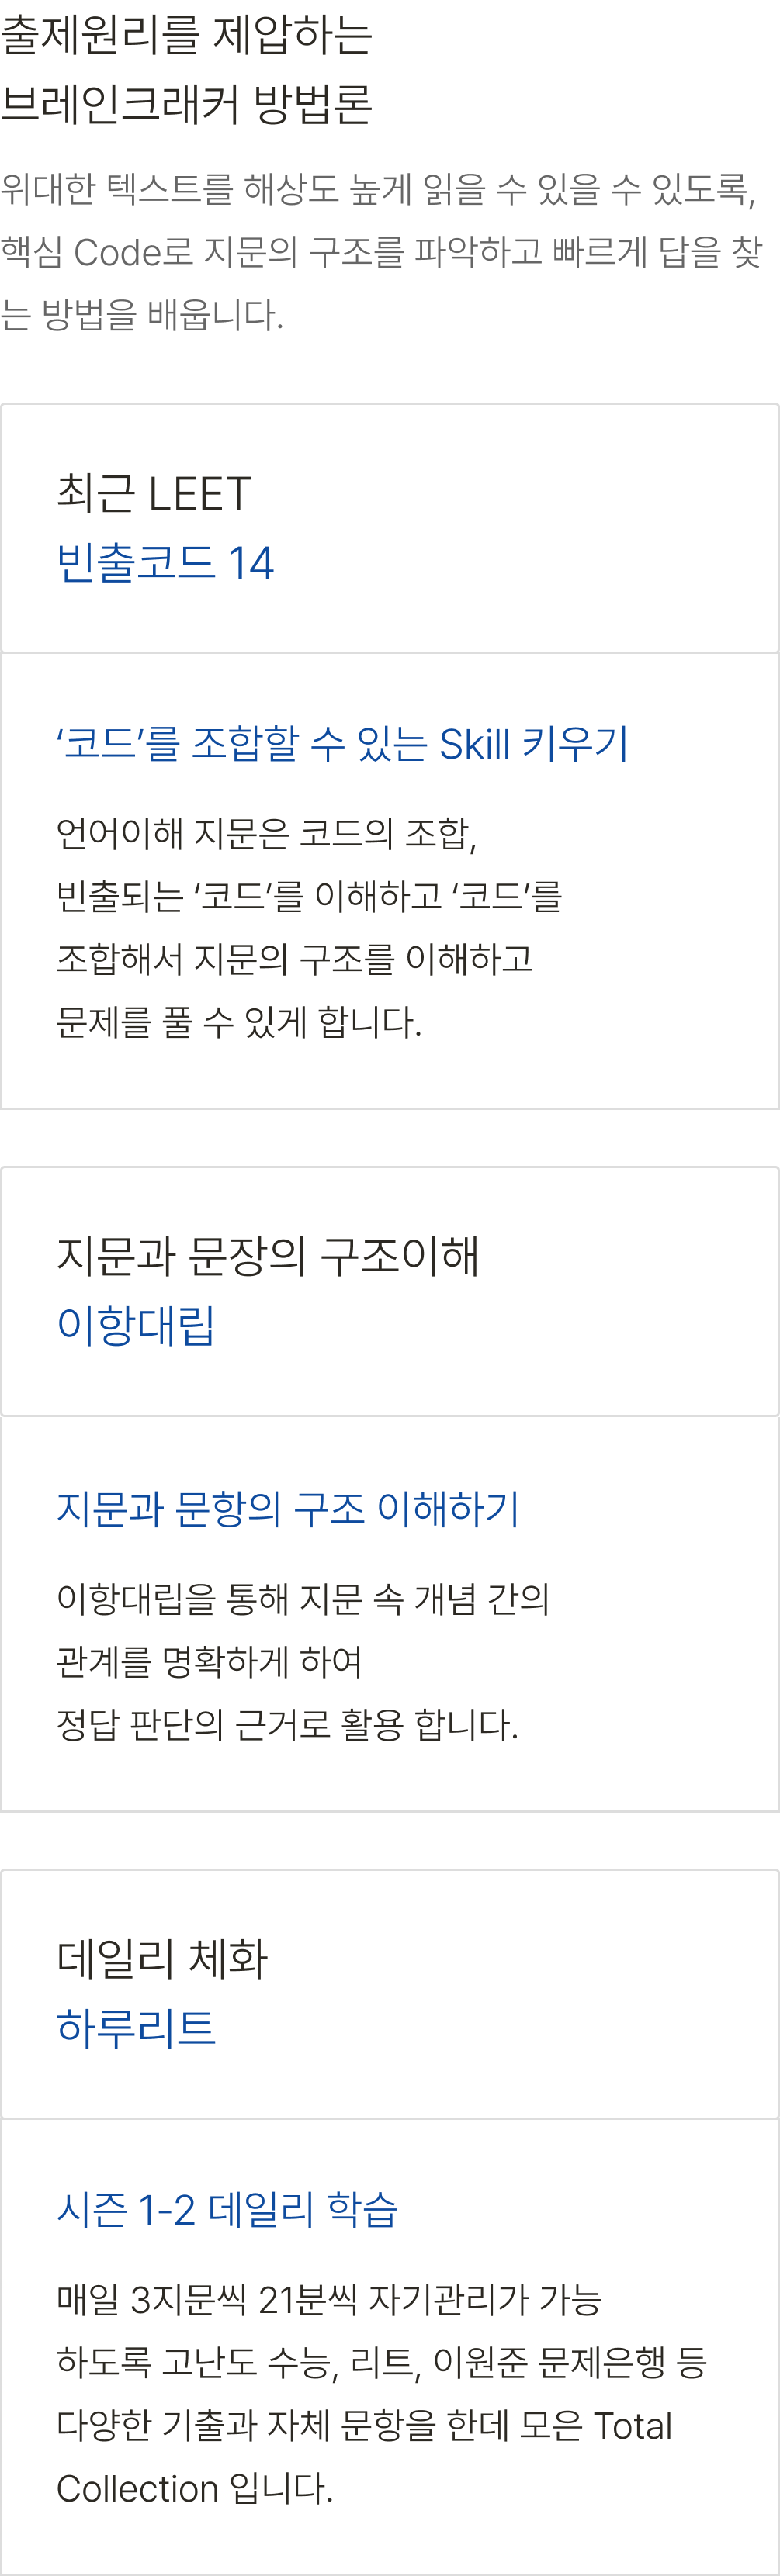 출제원리를 제압하는
브레인크래커 방법론
위대한 텍스트를 해상도 높게 읽을 수 있을 수 있도록,
핵심 Code로 지문의 구조를 파악하고 빠르게 답을 찾
는 방법을 배웁니다.
최근 LEET
빈출코드 14
‘코드’를 조합할 수 있는 Skill 키우기
언어이해 지문은 코드의 조합,
빈출되는 ‘코드’를 이해하고 ‘코드’를
조합해서 지문의 구조를 이해하고
문제를 풀 수 있게 합니다.
지문과 문장의 구조이해
이항대립
지문과 문항의 구조 이해하기
이항대립을 통해 지문 속 개념 간의
관계를 명확하게 하여
정답 판단의 근거로 활용 합니다.
데일리 체화
하루리트
시즌 1-2 데일리 학습
매일 3지문씩 21분씩 자기관리가 가능
하도록 고난도 수능, 리트, 이원준 문제은행 등
다양한 기출과 자체 문항을 한데 모은 Total
Collection 입니다.